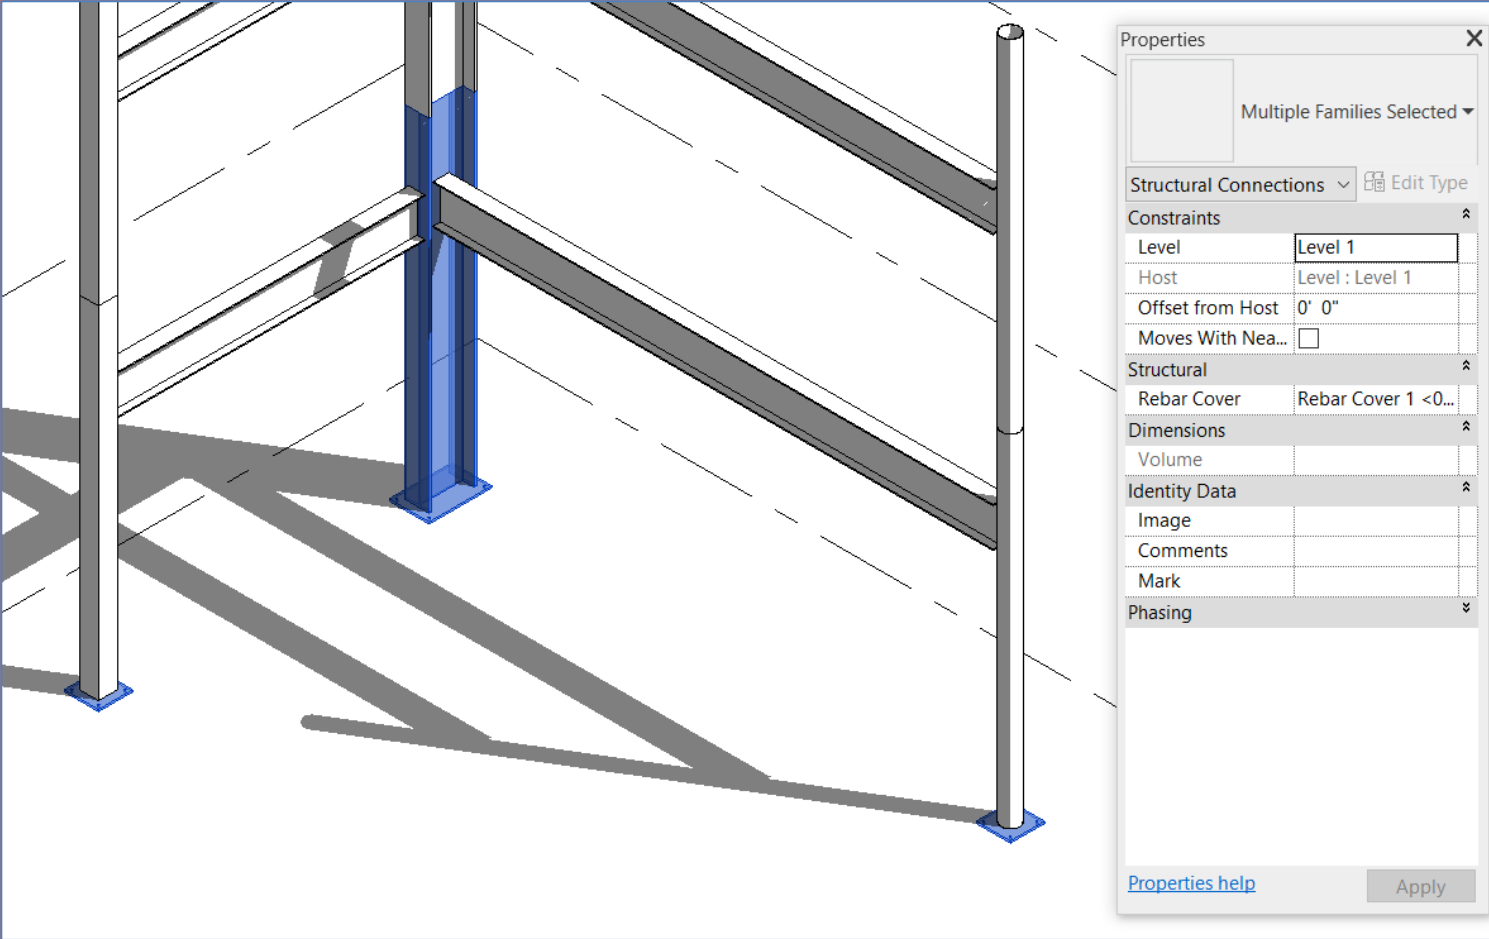 Properties
Multiple Families Selected
Structural Connections
Edit Type
Constraints
Level Level 1
Host Level : Level 1
Offset from Host 0' 0"
Moves With Nea...
Structural
Rebar Cover Rebar Cover 1 <0...
Dimensions
Volume
Identity Data
Image
Comments
Mark
Phasing
Properties help
Apply